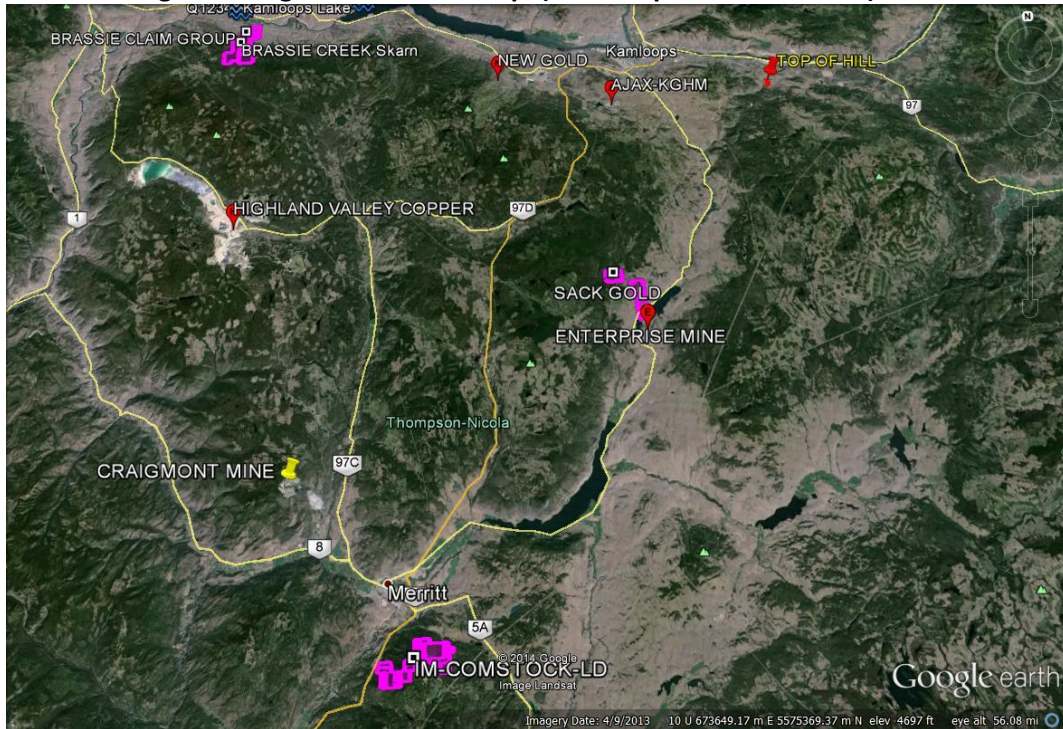 Q1234
Kamloops Lake
BRASSIE CLAIM GROUP
BRASSIE CREEK Skarn
NEW GOLD
Kamloops
TOP OF HILL
AJAX-KGHM
97
N
1
HIGHLAND VALLEY COPPER
97D
SACK GOLD
E
ENTERPRISE MINE
Thompson-Nicola
CRAIGMONT MINE
97C
8
Merritt
5A
IM-COMSTOCK-LD
© 2014 Google
Image Landsat
Google earth
Imagery Date: 4/9/2013 10 U 673649.17 m E 5575369.37 m N elev 4697 ft eye alt 56.08 mi